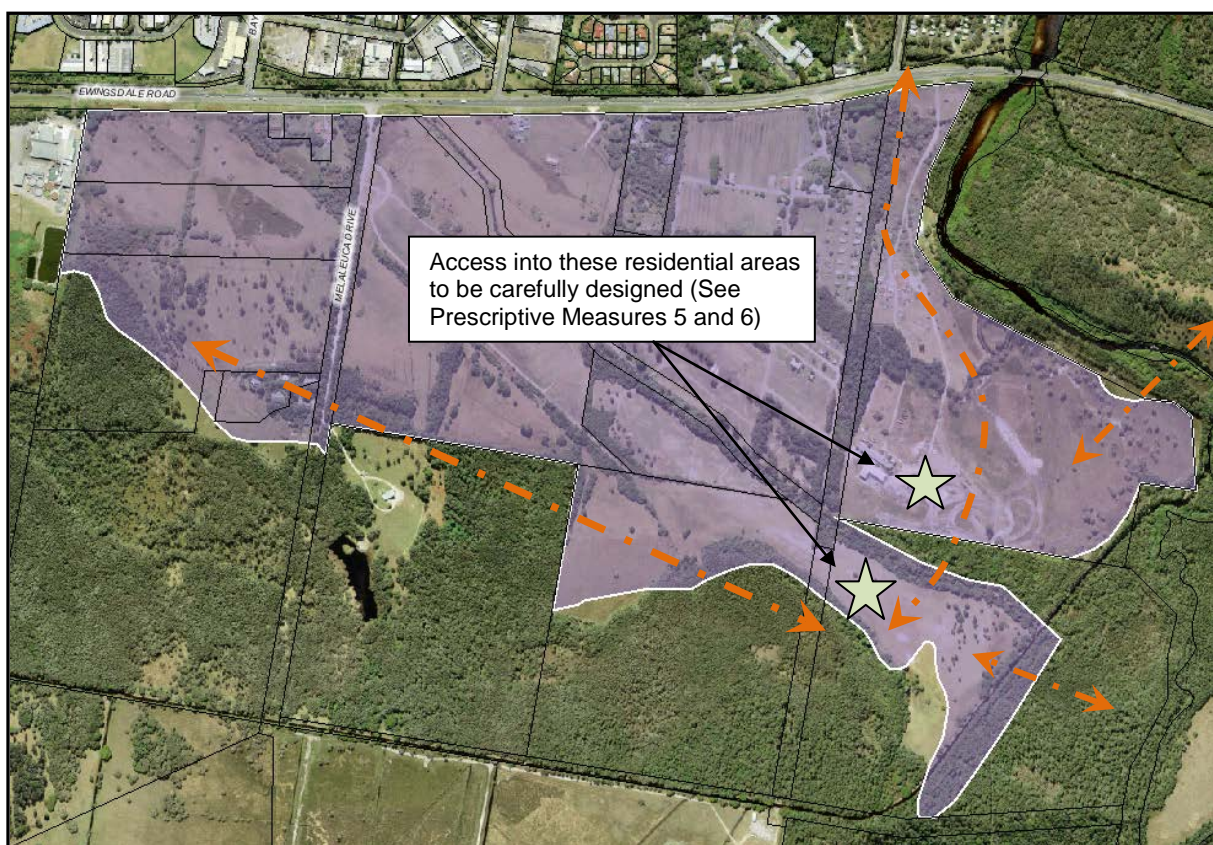 BAY
EWINGSDALE ROAD
MELALEUCA DRIVE
Access into these residential areas
to be carefully designed (See
Prescriptive Measures 5 and 6)